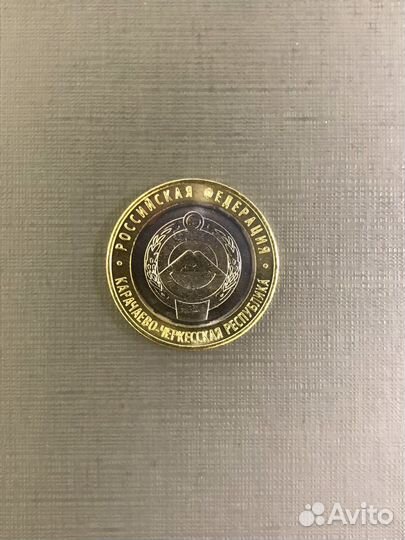 РОССИЙСКАЯ ФЕДЕРАЦИЯ
КАРАЧАЕВО-ЧЕРКЕССКАЯ РЕСПУБЛИКА
Avito